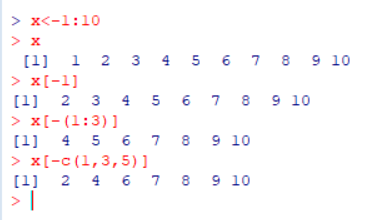 > x<-1:10
> x
[1] 1 2 3 4 5 6 7 8 9 10
> x[-1]
[1] 2 3 4 5 6 7 8 9 10
> x[-(1:3)]
[1] 4 5 6 7 8 9 10
> x[-c(1,3,5)]
[1] 2 4 6 7 8 9 10
>